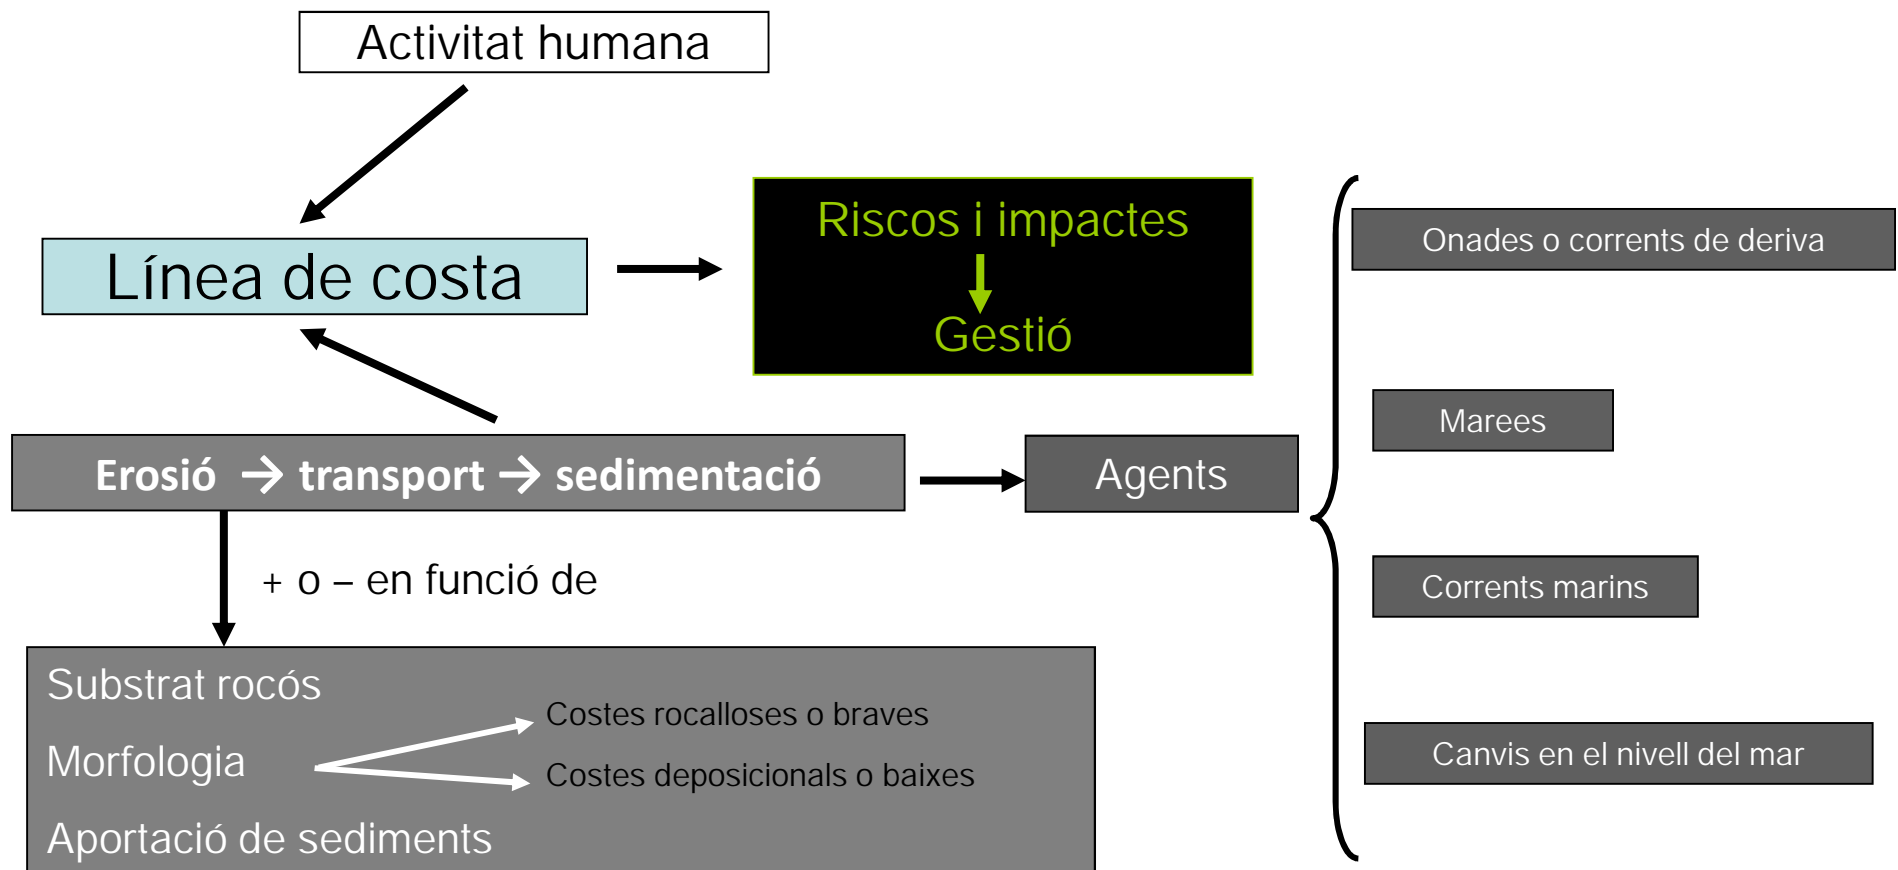 Activitat humana
Línea de costa
Riscos i impactes
Gestió
Erosió → transport → sedimentació
Agents
Onades o corrents de deriva
Marees
Corrents marins
Canvis en el nivell del mar
+ o – en funció de
Substrat rocós
Morfologia
Costes rocalloses o braves
Costes deposicionals o baixes
Aportació de sediments